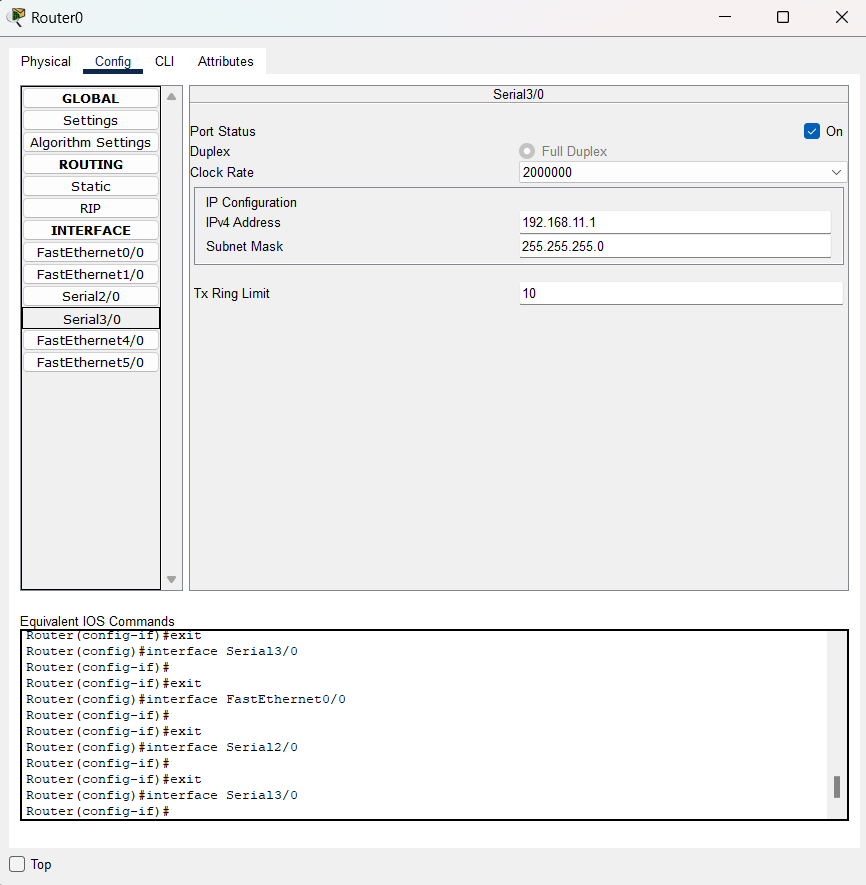 Router0
Physical Config CLI Attributes
GLOBAL
Settings
Algorithm Settings
ROUTING
Static
RIP
INTERFACE
FastEthernet0/0
FastEthernet1/0
Serial2/0
Serial3/0
FastEthernet4/0
FastEthernet5/0
Serial3/0
Port Status On
Duplex Full Duplex
Clock Rate 2000000
IP Configuration
IPv4 Address 192.168.11.1
Subnet Mask 255.255.255.0
Tx Ring Limit 10
Equivalent IOS Commands
Router(config-if)#exit
Router(config)#interface Serial3/0
Router(config-if)#
Router(config-if)#exit
Router(config)#interface FastEthernet0/0
Router(config-if)#
Router(config-if)#exit
Router(config)#interface Serial2/0
Router(config-if)#
Router(config-if)#exit
Router(config)#interface Serial3/0
Router(config-if)#
Top